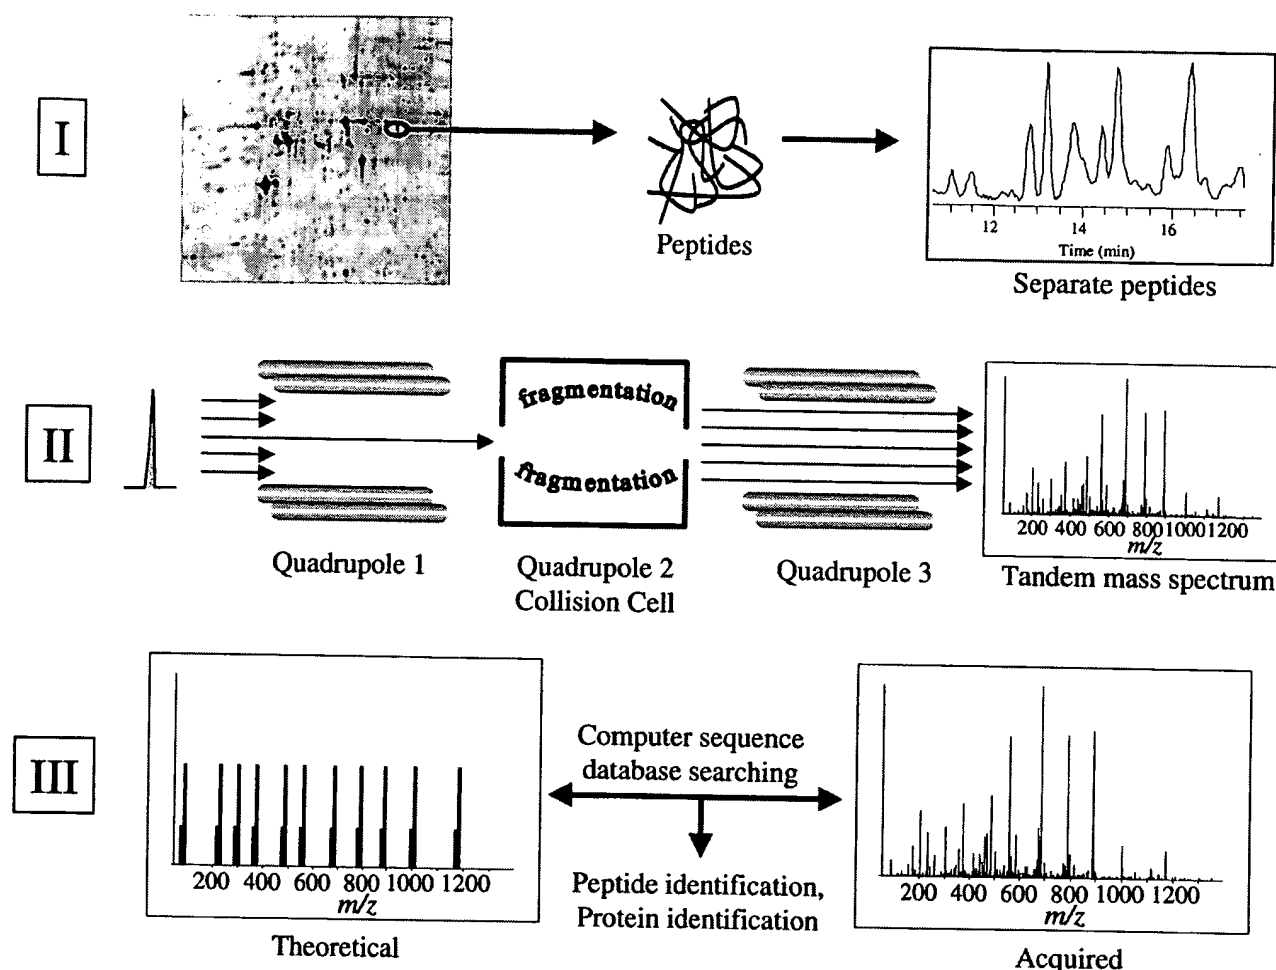 I
Peptides
12 14 16
Time (min)
Separate peptides
II
fragmentation
fragmentation
Quadrupole 1
Quadrupole 2
Collision Cell
Quadrupole 3
200 400 600 800 1000 1200
m/z
Tandem mass spectrum
III
200 400 600 800 1000 1200
m/z
Theoretical
Computer sequence
database searching
Peptide identification,
Protein identification
200 400 600 800 1000 1200
m/z
Acquired